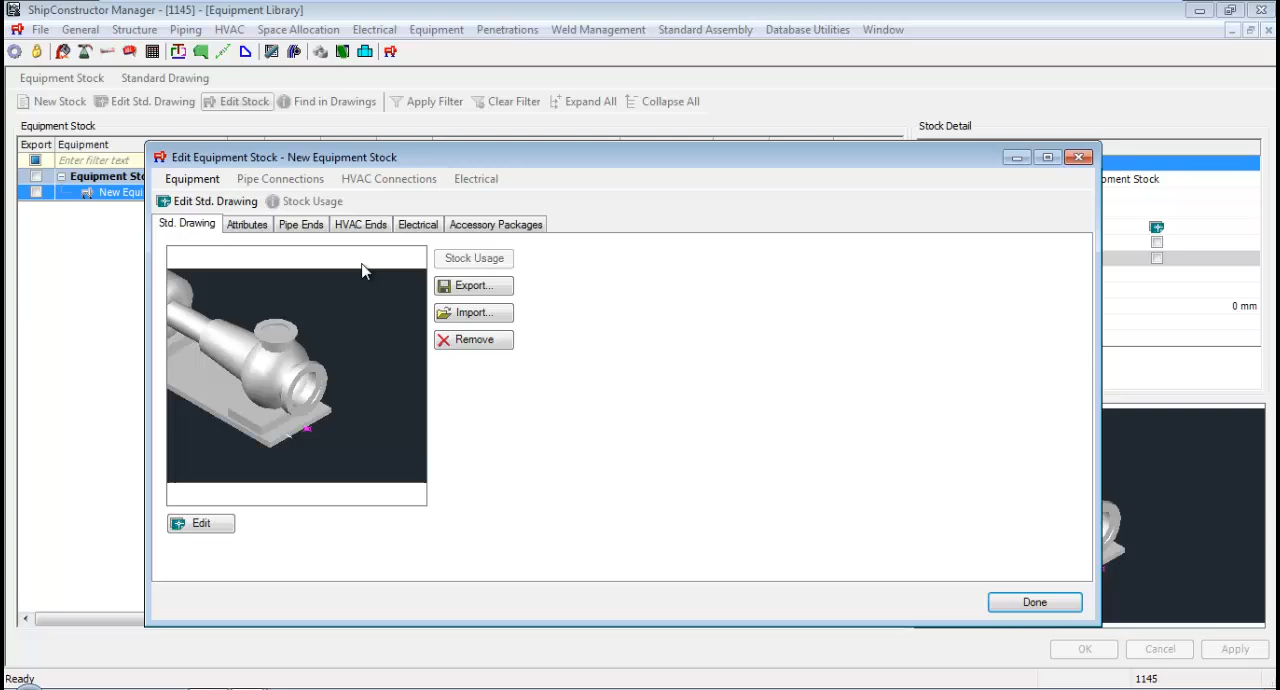 ShipConstructor Manager - [1145] - [Equipment Library]
File General Structure Piping HVAC Space Allocation Electrical Equipment Penetrations Weld Management Standard Assembly Database Utilities Window
Equipment Stock Standard Drawing
New Stock Edit Std. Drawing Edit Stock Find in Drawings Apply Filter Clear Filter Expand All Collapse All
Equipment Stock Stock Detail
Export Equipment
Enter filter text
Equipment Sto
New Equi
Edit Equipment Stock - New Equipment Stock
pment Stock
Equipment Pipe Connections HVAC Connections Electrical
Edit Std. Drawing Stock Usage
Std. Drawing Attributes Pipe Ends HVAC Ends Electrical Accessory Packages
Stock Usage
Export...
Import...
Remove
0 mm
Edit
Done
OK Cancel Apply
Ready 1145